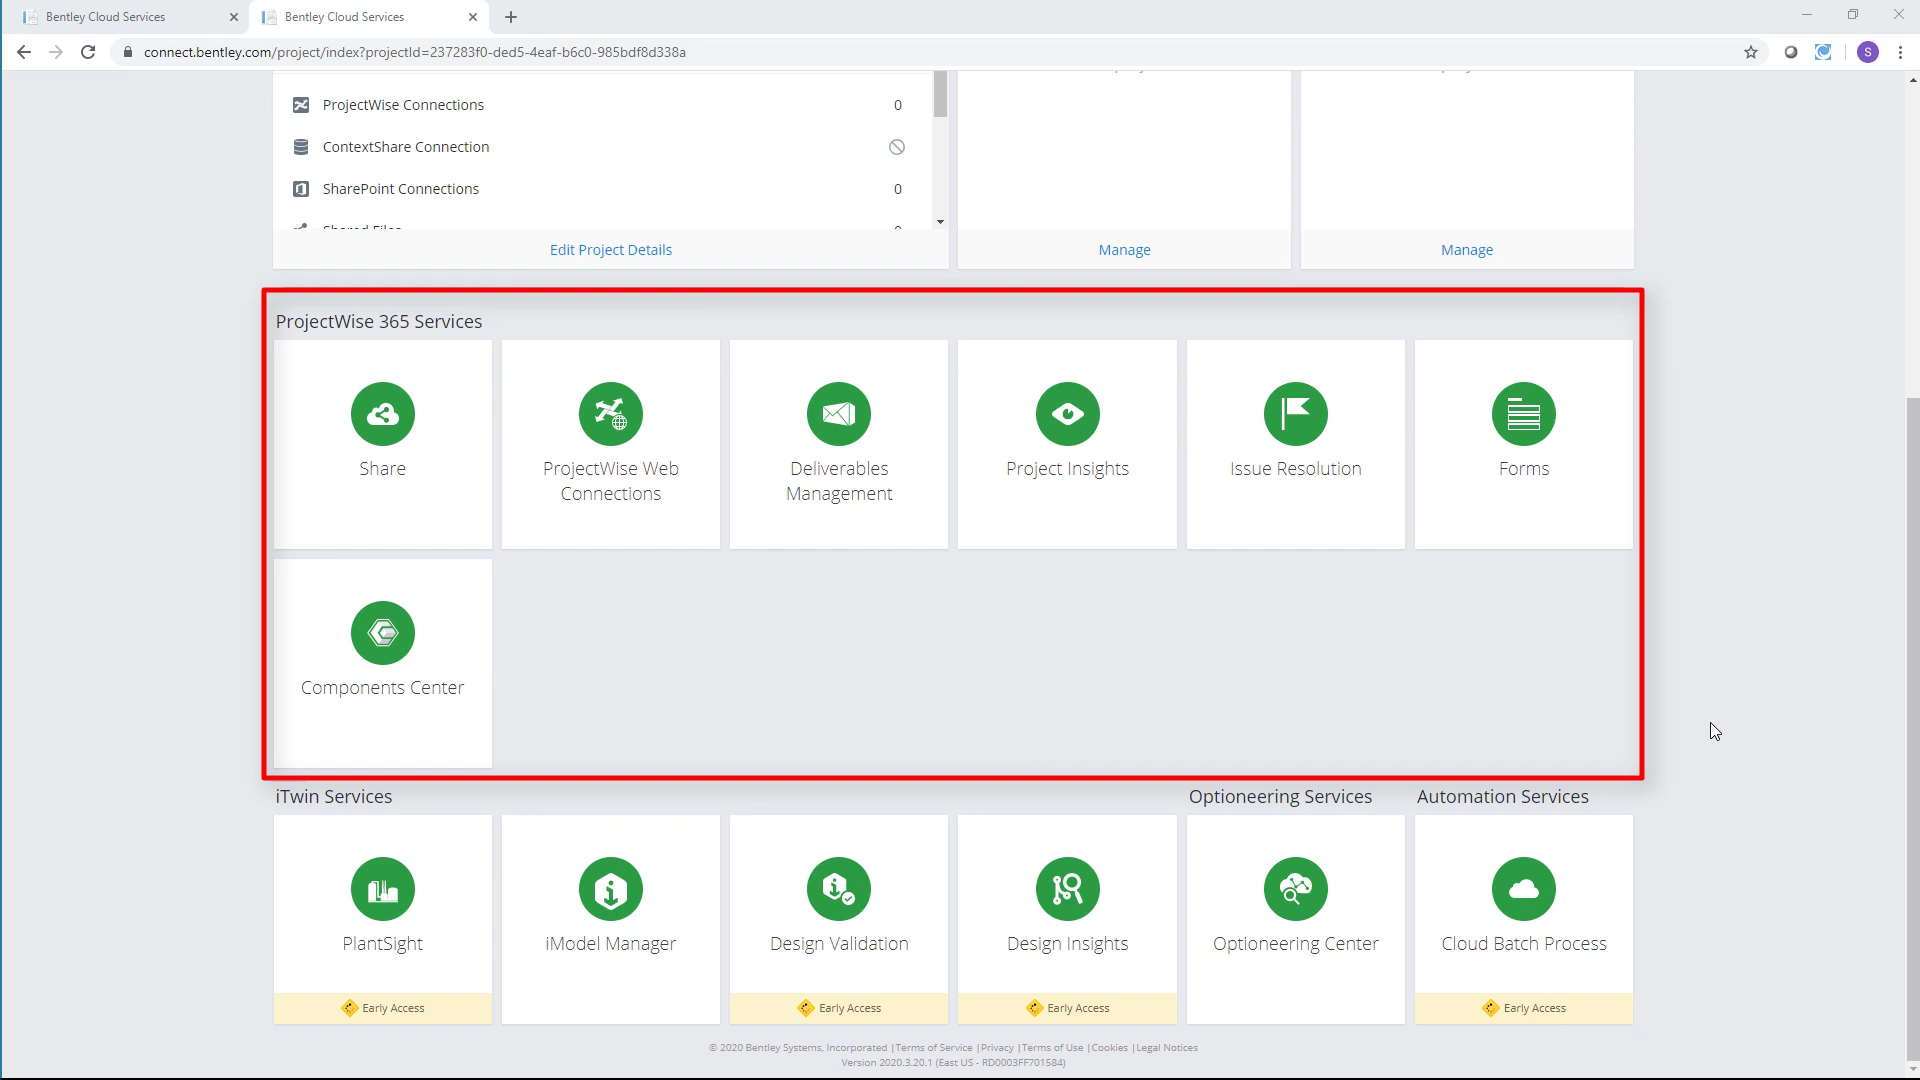 Bentley Cloud Services
Bentley Cloud Services
connect.bentley.com/project/index?projectId=237283f0-ded5-4eaf-b6c0-985bdf8d338a
S
ProjectWise Connections 0
ContextShare Connection
SharePoint Connections 0
Shared Files
Edit Project Details
Manage
Manage
ProjectWise 365 Services
Share
ProjectWise Web
Connections
Deliverables
Management
Project Insights
Issue Resolution
Forms
Components Center
iTwin Services
Optioneering Services
Automation Services
PlantSight
iModel Manager
Design Validation
Design Insights
Optioneering Center
Cloud Batch Process
Early Access
Early Access
Early Access
Early Access
© 2020 Bentley Systems, Incorporated |Terms of Service |Privacy |Terms of Use |Cookies |Legal Notices
Version 2020.3.20.1 (East US - RD0003FF701584)